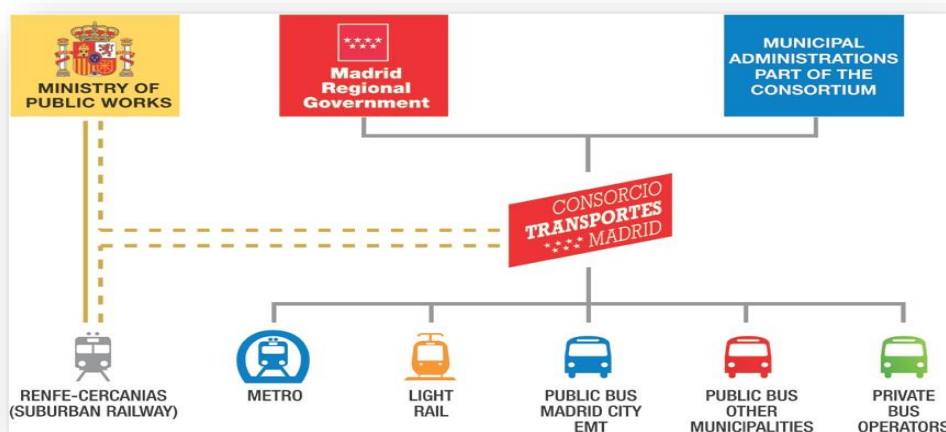 MINISTRY OF
PUBLIC WORKS
Madrid
Regional
Government
MUNICIPAL
ADMINISTRATIONS
PART OF THE
CONSORTIUM
CONSORCIO
TRANSPORTES
MADRID
RENFE-CERCANIAS
(SUBURBAN RAILWAY)
METRO
LIGHT
RAIL
PUBLIC BUS
MADRID CITY
EMT
PUBLIC BUS
OTHER
MUNICIPALITIES
PRIVATE
BUS
OPERATORS